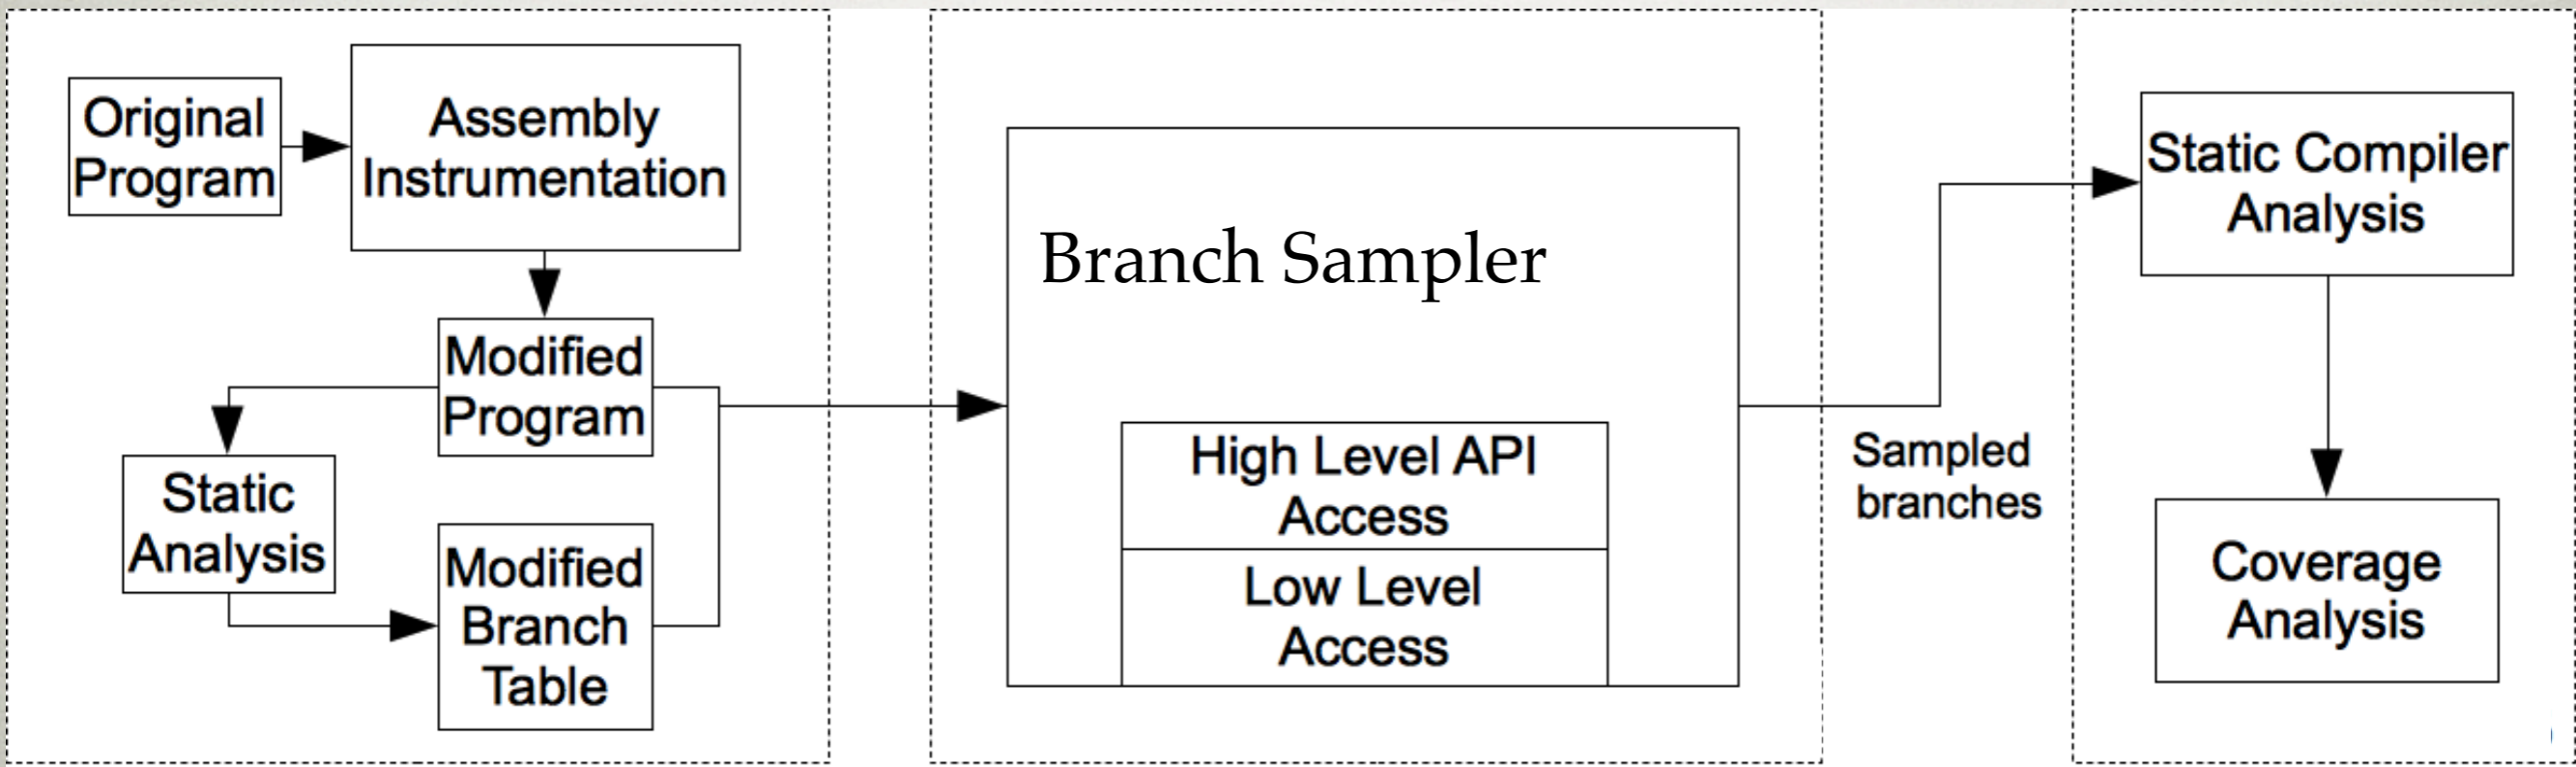 Original
Program
Assembly
Instrumentation
Modified
Program
Static
Analysis
Modified
Branch
Table
Branch Sampler
High Level API
Access
Low Level
Access
Sampled
branches
Static Compiler
Analysis
Coverage
Analysis